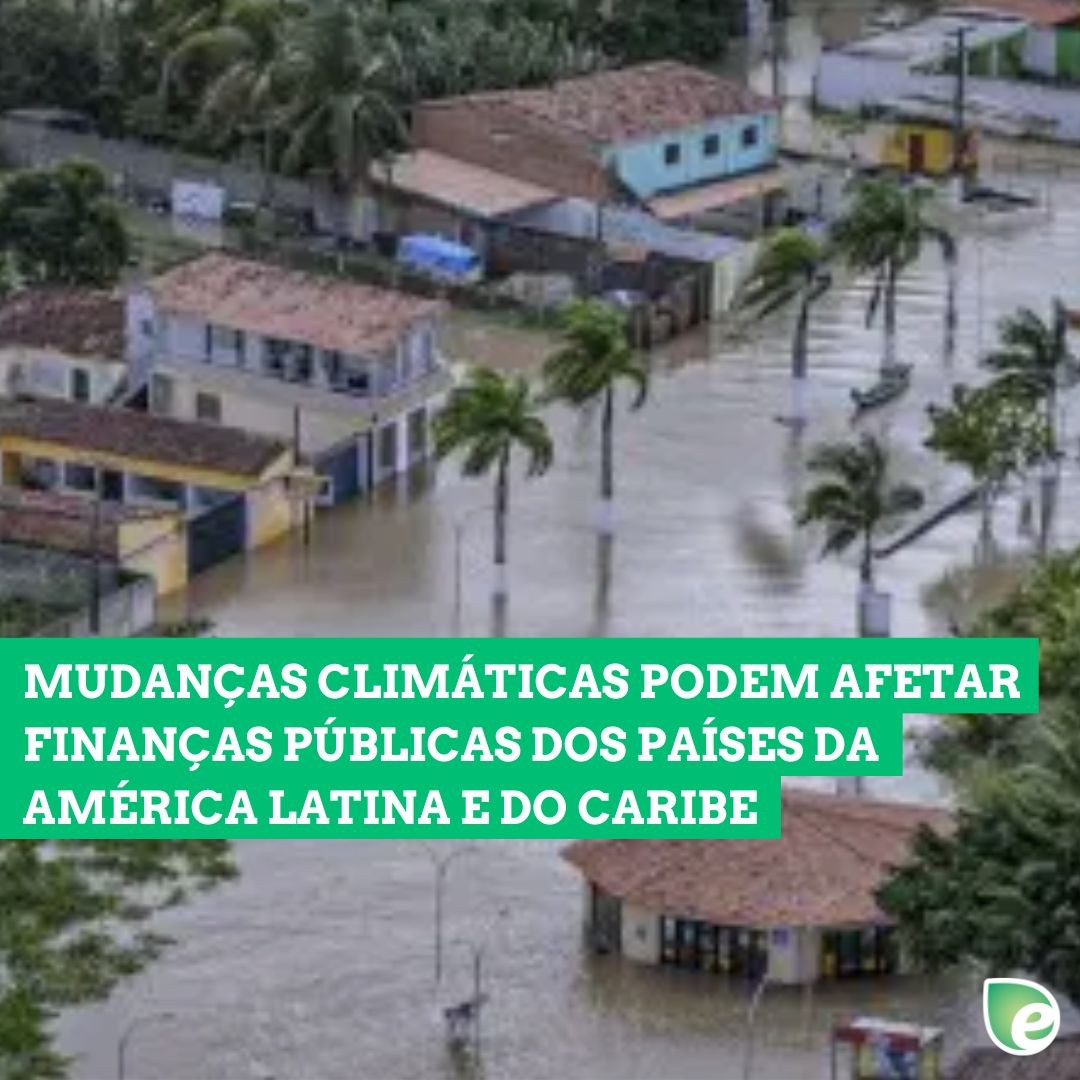 MUDANÇAS CLIMÁTICAS PODEM AFETAR
FINANÇAS PÚBLICAS DOS PAÍSES DA
AMÉRICA LATINA E DO CARIBE
e